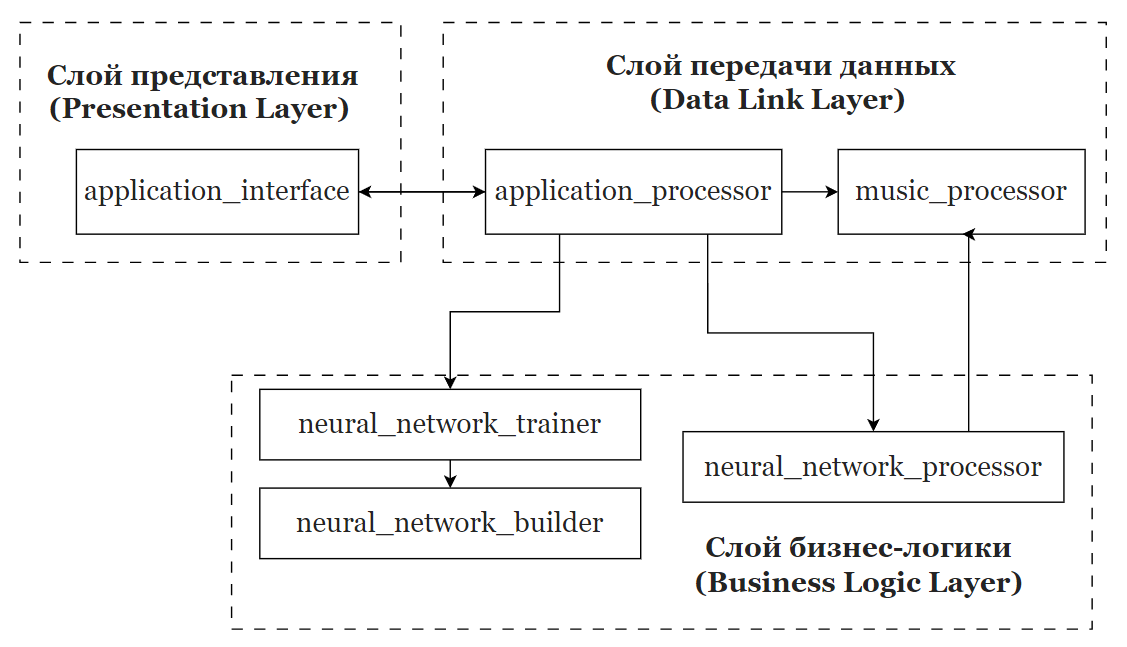 Слой представления
(Presentation Layer)
application_interface
Слой передачи данных
(Data Link Layer)
application_processor
music_processor
neural_network_trainer
neural_network_builder
neural_network_processor
Слой бизнес-логики
(Business Logic Layer)